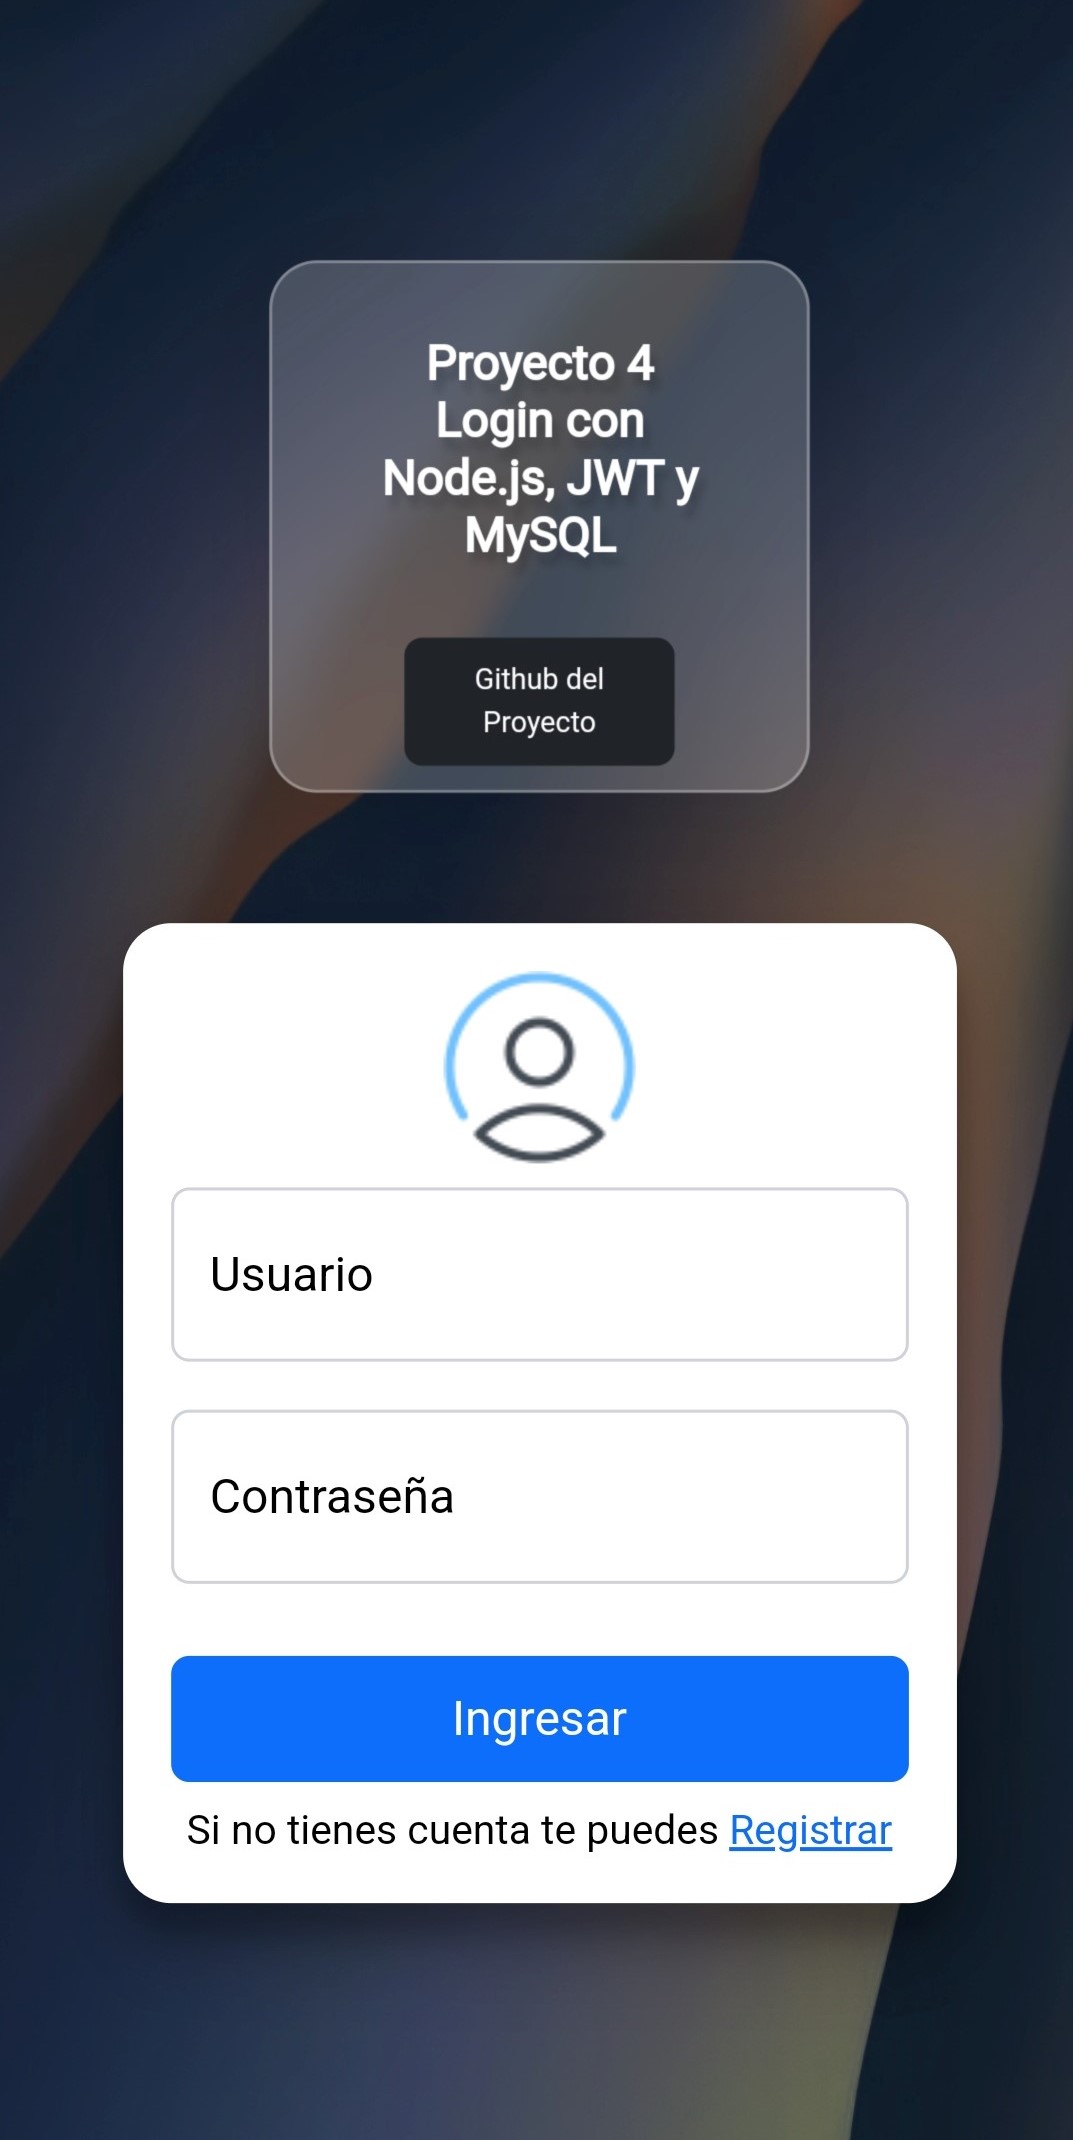 Proyecto 4
Login con
Node.js, JWT y
MySQL
Github del
Proyecto
Usuario
Contraseña
Ingresar
Si no tienes cuenta te puedes Registrar